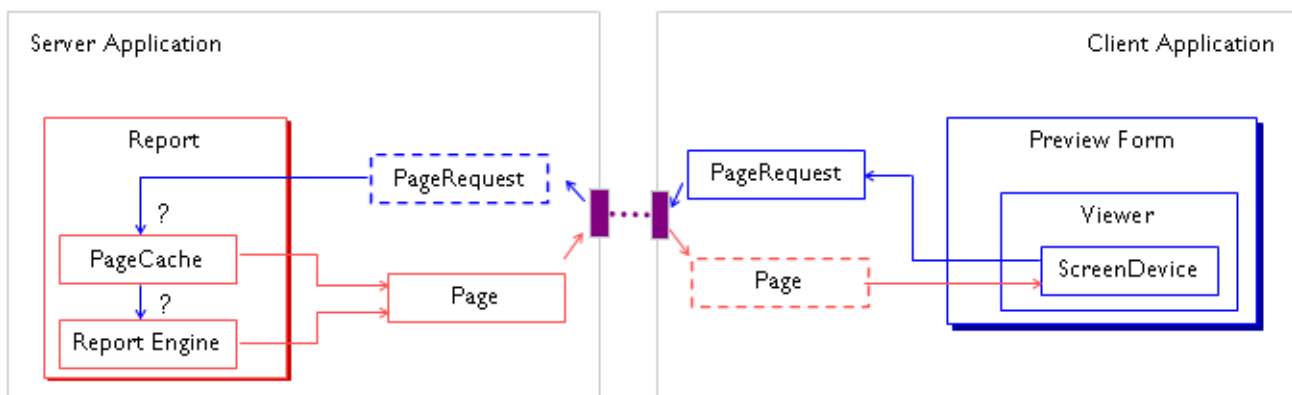 Server Application
Client Application
Report
Preview Form
PageRequest
PageRequest
?
Viewer
PageCache
ScreenDevice
Page
Page
?
Report Engine